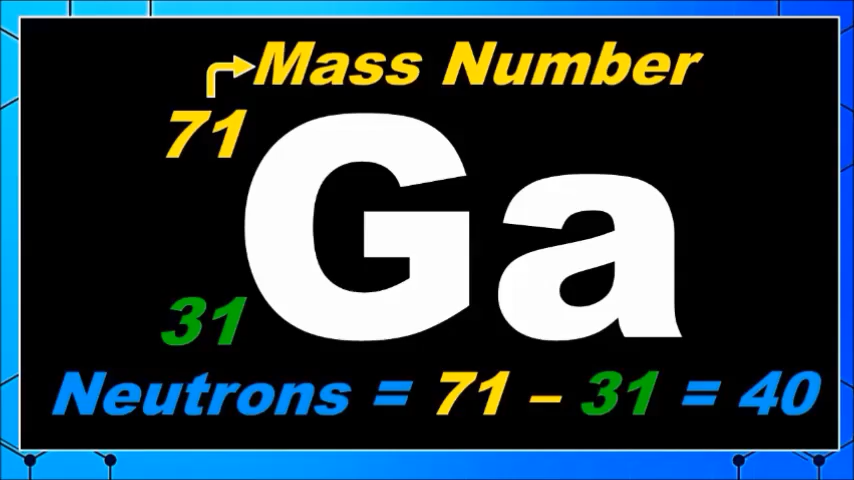 Mass Number
71
Ga
31
Neutrons = 71 – 31 = 40